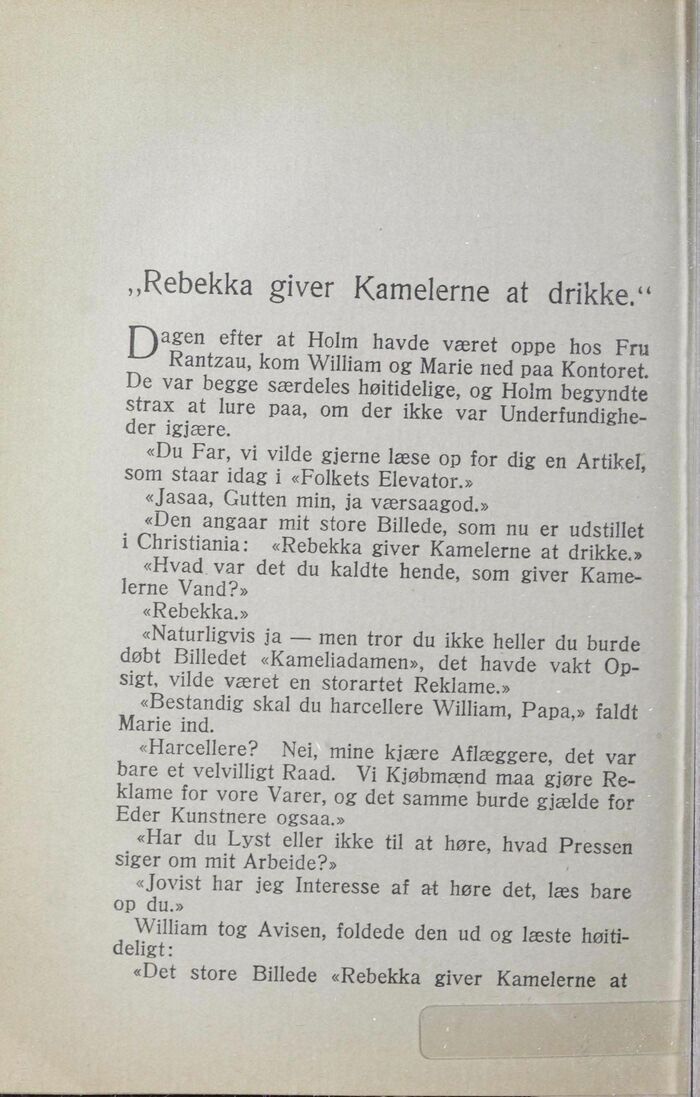 „Rebekka giver Kamelerne at drikke.“
Dagen efter at Holm havde været oppe hos Fru
Rantzau, kom William og Marie ned paa Kontoret.
De var begge særdeles høitidelige, og Holm begyndte
strax at lure paa, om der ikke var Underfundighe-
der igjære.
«Du Far, vi vilde gjerne læse op for dig en Artikel,
som staar idag i «Folkets Elevator.»
«Jasaa, Gutten min, ja værsaagod.»
«Den angaar mit store Billede, som nu er udstillet
i Christiania: «Rebekka giver Kamelerne at drikke.»
«Hvad var det du kaldte hende, som giver Kame-
lerne Vand?»
«Rebekka.»
«Naturligvis ja — men tror du ikke heller du burde
døbt Billedet «Kameliadamen», det havde vakt Op-
sigt, vilde været en storartet Reklame.»
«Bestandig skal du harcellere William, Papa,» faldt
Marie ind.
«Harcellere? Nei, mine kjære Aflæggere, det var
bare et velvilligt Raad. Vi Kjøbmænd maa gjøre Re-
klame for vore Varer, og det samme burde gjælde for
Eder Kunstnere ogsaa.»
«Har du Lyst eller ikke til at høre, hvad Pressen
siger om mit Arbeide?»
«Jovist har jeg Interesse af at høre det, læs bare
op du.»
William tog Avisen, foldede den ud og læste høiti-
deligt:
«Det store Billede «Rebekka giver Kamelerne at